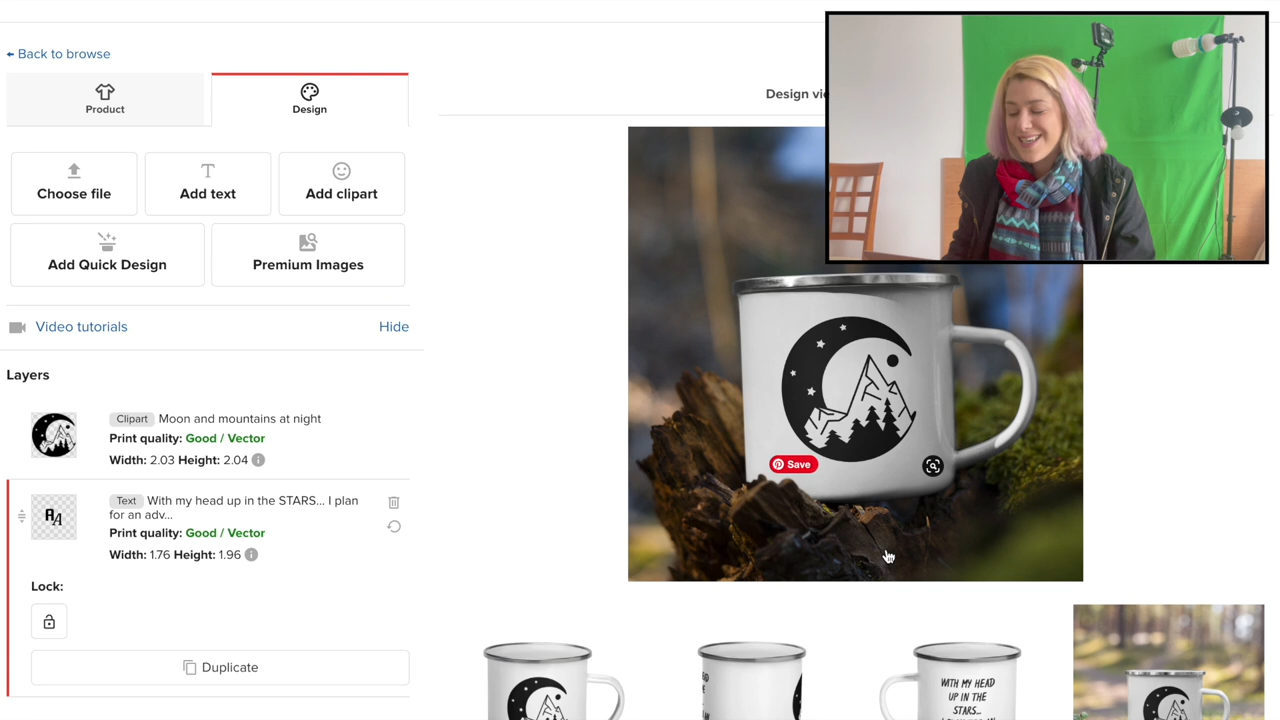 Back to browse
Product
Design
Design vie
Choose file
Add text
Add clipart
Add Quick Design
Premium Images
Video tutorials
Hide
Layers
Clipart Moon and mountains at night
Print quality: Good / Vector
Width: 2.03 Height: 2.04
Text With my head up in the STARS... I plan
for an adv...
Print quality: Good / Vector
Width: 1.76 Height: 1.96
Lock:
Duplicate
Save
WITH MY HEAD
UP IN THE
STARS...